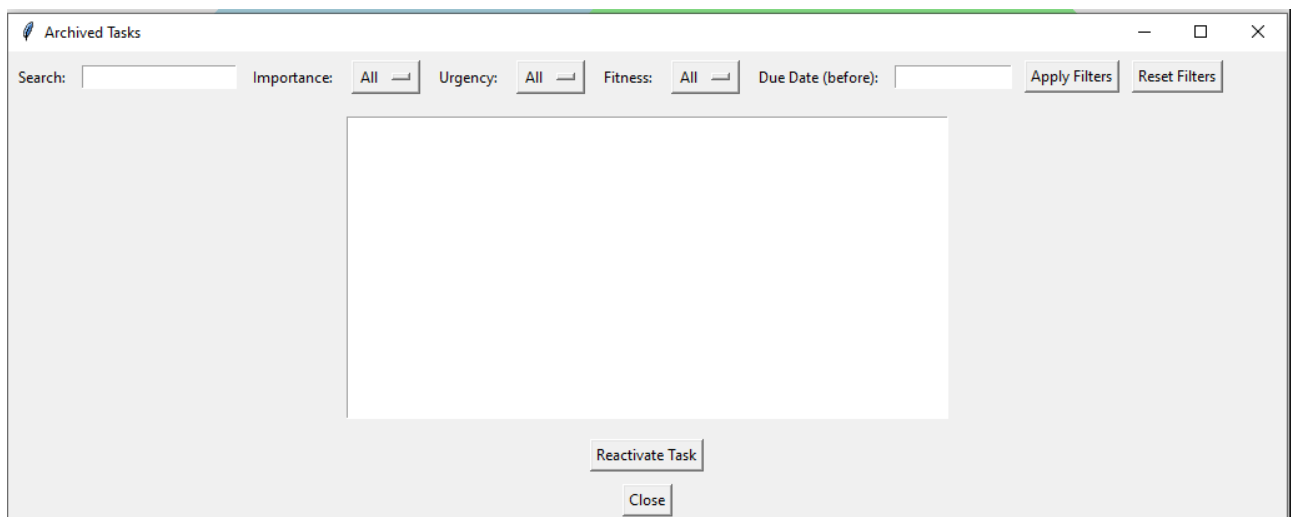 Archived Tasks
Search: Importance: All Urgency: All Fitness: All Due Date (before): Apply Filters Reset Filters
Reactivate Task
Close